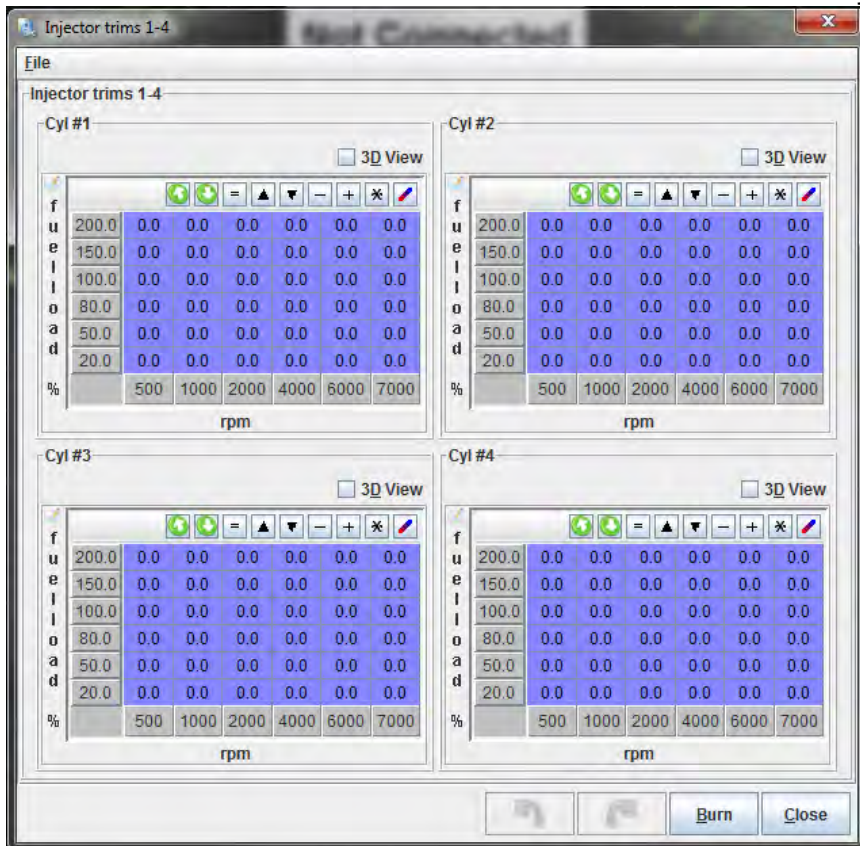 Not Connected
Injector trims 1-4
File
Injector trims 1-4
Cyl #1
3D View
= - + *
fuelload
200.0 0.0 0.0 0.0 0.0 0.0 0.0
150.0 0.0 0.0 0.0 0.0 0.0 0.0
100.0 0.0 0.0 0.0 0.0 0.0 0.0
80.0 0.0 0.0 0.0 0.0 0.0 0.0
50.0 0.0 0.0 0.0 0.0 0.0 0.0
20.0 0.0 0.0 0.0 0.0 0.0 0.0
% 500 1000 2000 4000 6000 7000
rpm
Cyl #2
3D View
= - + *
fuelload
200.0 0.0 0.0 0.0 0.0 0.0 0.0
150.0 0.0 0.0 0.0 0.0 0.0 0.0
100.0 0.0 0.0 0.0 0.0 0.0 0.0
80.0 0.0 0.0 0.0 0.0 0.0 0.0
50.0 0.0 0.0 0.0 0.0 0.0 0.0
20.0 0.0 0.0 0.0 0.0 0.0 0.0
% 500 1000 2000 4000 6000 7000
rpm
Cyl #3
3D View
= - + *
fuelload
200.0 0.0 0.0 0.0 0.0 0.0 0.0
150.0 0.0 0.0 0.0 0.0 0.0 0.0
100.0 0.0 0.0 0.0 0.0 0.0 0.0
80.0 0.0 0.0 0.0 0.0 0.0 0.0
50.0 0.0 0.0 0.0 0.0 0.0 0.0
20.0 0.0 0.0 0.0 0.0 0.0 0.0
% 500 1000 2000 4000 6000 7000
rpm
Cyl #4
3D View
= - + *
fuelload
200.0 0.0 0.0 0.0 0.0 0.0 0.0
150.0 0.0 0.0 0.0 0.0 0.0 0.0
100.0 0.0 0.0 0.0 0.0 0.0 0.0
80.0 0.0 0.0 0.0 0.0 0.0 0.0
50.0 0.0 0.0 0.0 0.0 0.0 0.0
20.0 0.0 0.0 0.0 0.0 0.0 0.0
% 500 1000 2000 4000 6000 7000
rpm
Burn
Close